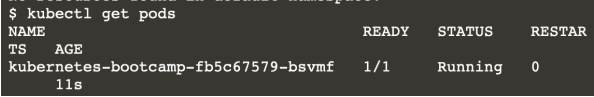 $ kubectl get pods
NAME READY STATUS RESTAR
TS AGE
kubernetes-bootcamp-fb5c67579-bsvmf 1/1 Running 0
11s